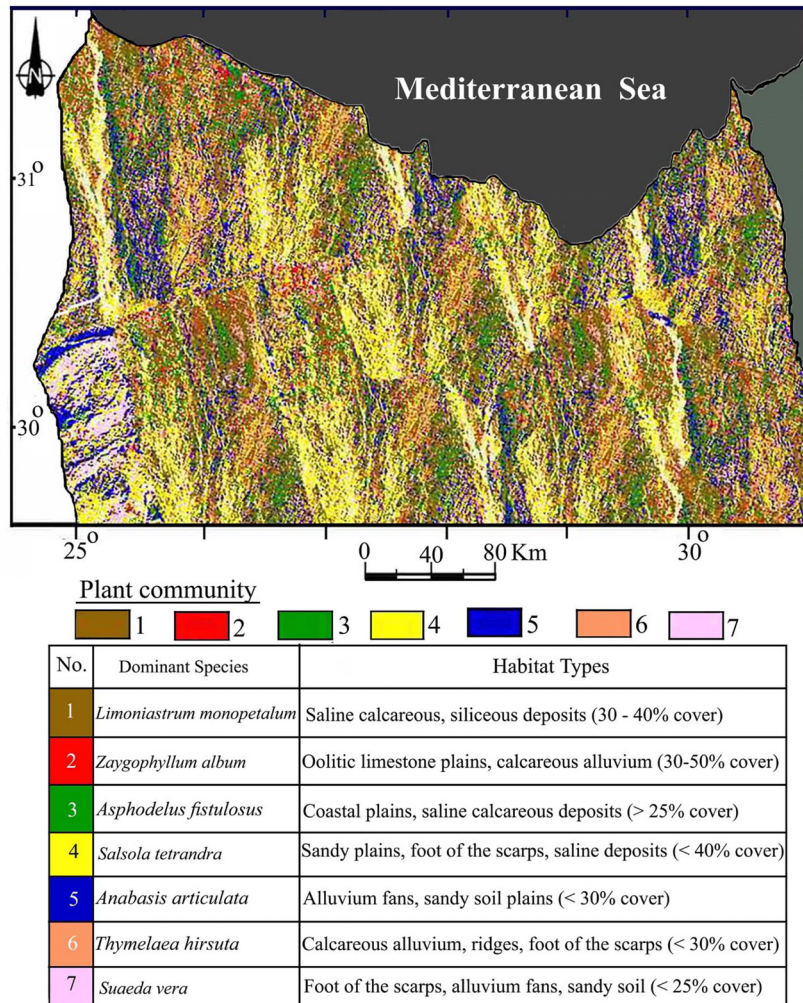 Mediterranean Sea
N
31°
30°
25°
30°
0 40 80 Km
Plant community
1 2 3 4 5 6 7
No. Dominant Species Habitat Types
1 Limoniastrum monopetalum Saline calcareous, siliceous deposits (30 - 40% cover)
2 Zaygophyllum album Oolitic limestone plains, calcareous alluvium (30-50% cover)
3 Asphodelus fistulosus Coastal plains, saline calcareous deposits (> 25% cover)
4 Salsola tetrandra Sandy plains, foot of the scarps, saline deposits (< 40% cover)
5 Anabasis articulata Alluvium fans, sandy soil plains (< 30% cover)
6 Thymelaea hirsuta Calcareous alluvium, ridges, foot of the scarps (< 30% cover)
7 Suaeda vera Foot of the scarps, alluvium fans, sandy soil (< 25% cover)